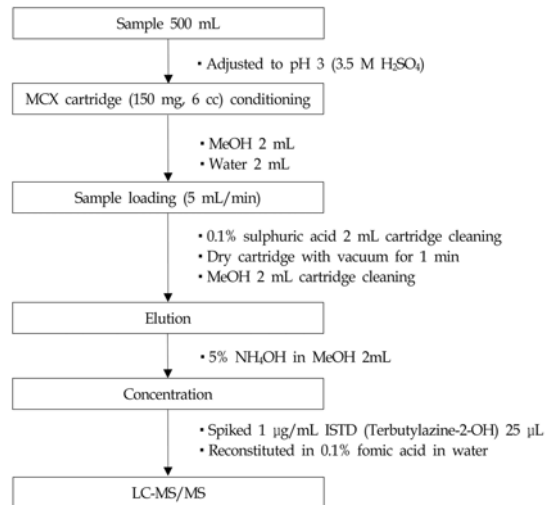 Sample 500 mL
• Adjusted to pH 3 (3.5 M H₂SO₄)
MCX cartridge (150 mg, 6 cc) conditioning
• MeOH 2 mL
• Water 2 mL
Sample loading (5 mL/min)
• 0.1% sulphuric acid 2 mL cartridge cleaning
• Dry cartridge with vacuum for 1 min
• MeOH 2 mL cartridge cleaning
Elution
• 5% NH₄OH in MeOH 2mL
Concentration
• Spiked 1 µg/mL ISTD (Terbutylazine-2-OH) 25 µL
• Reconstituted in 0.1% fomic acid in water
LC-MS/MS